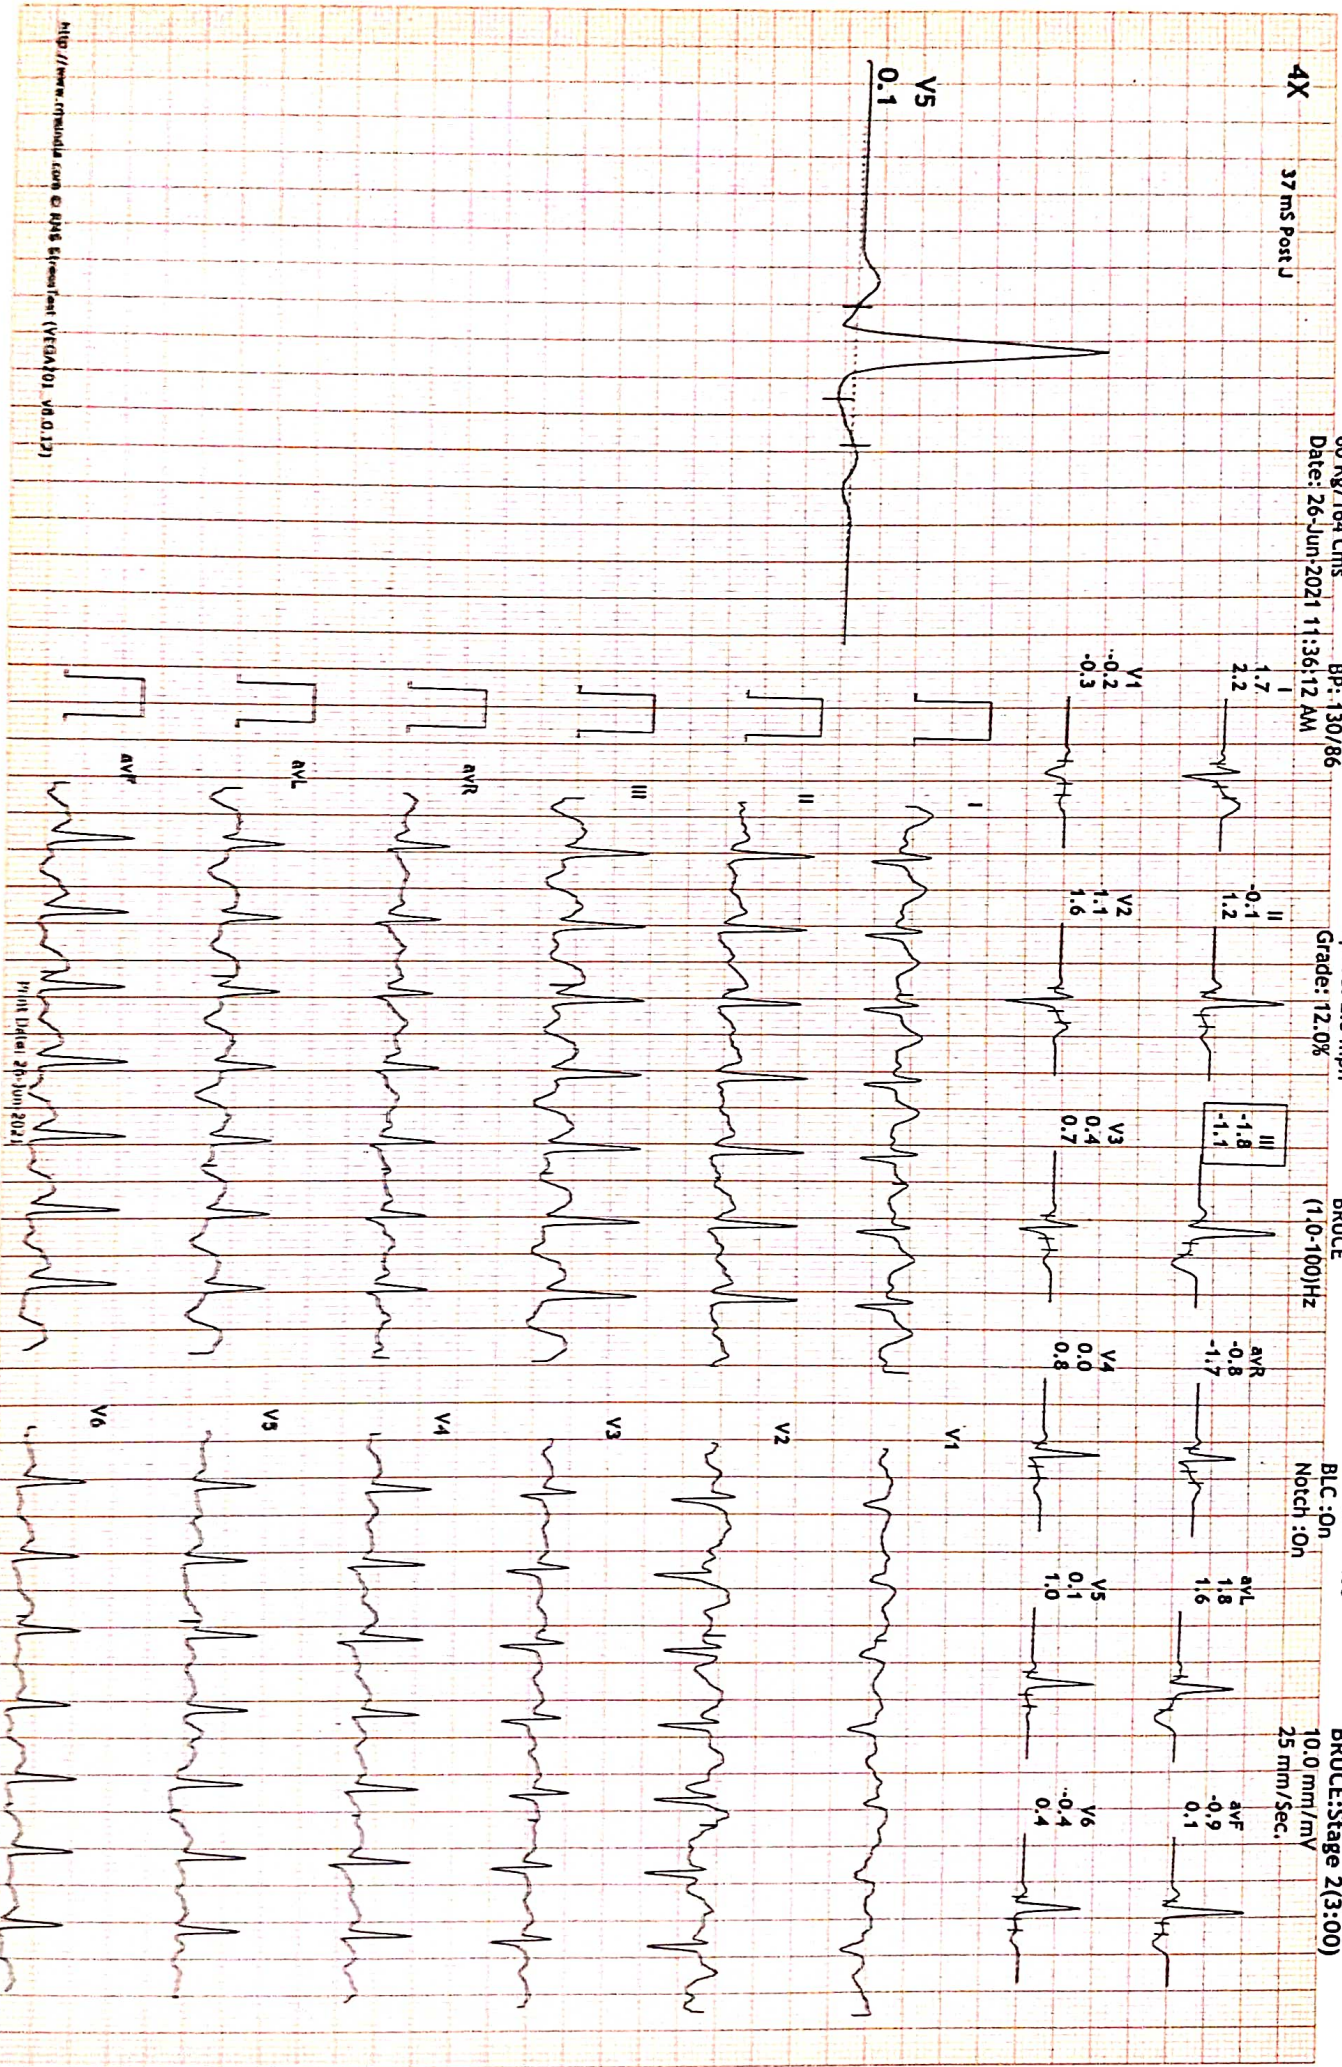 BP: 130/86
BRUCE
BRUCE:Stage 2(3:00)
Date: 26-Jun-2021 11:36:12 AM
Grade: 12.0%
(1.0-100)Hz
BLC :On
Notch :On
10.0 mm/mV
25 mm/Sec.
4X
37 mS Post J
I
1.7
2.2
II
-0.1
1.2
III
-1.8
-1.1
avR
-0.8
-1.7
avL
1.8
1.6
avF
-0.9
0.1
V1
-0.2
-0.3
V2
1.1
1.6
V3
0.4
0.7
V4
0.0
0.8
V5
0.1
1.0
V6
-0.4
0.4
V5
0.1
I
V1
II
V2
III
V3
avR
V4
avL
V5
avF
V6
Print Date: 26-Jun-2021